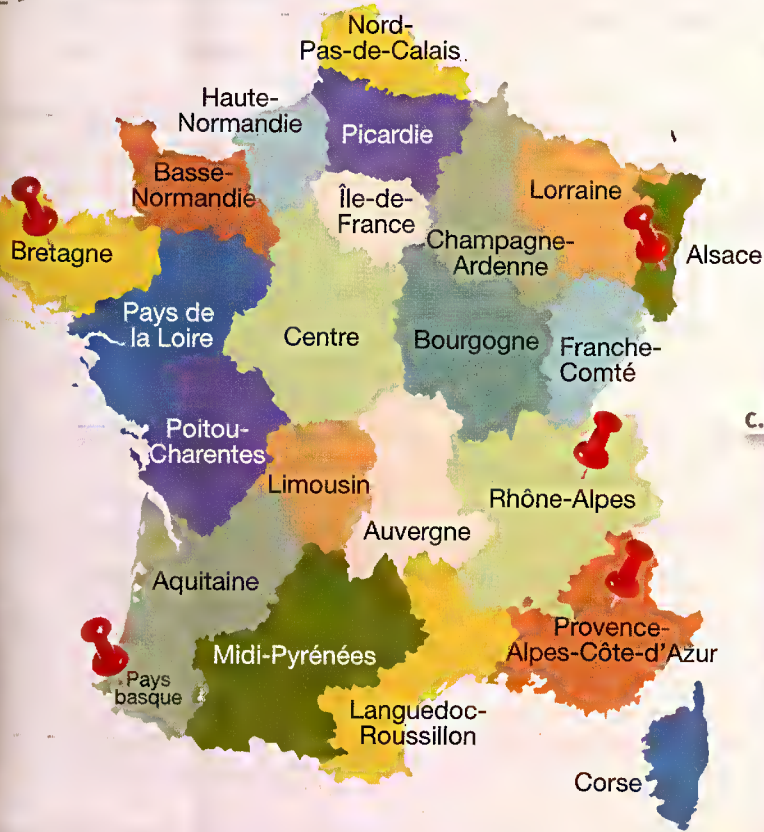 Nord-
Pas-de-Calais
Haute-
Normandie
Picardie
Basse-
Normandie
Île-de-
France
Lorraine
Champagne-
Ardenne
Alsace
Bretagne
Pays de
la Loire
Centre
Bourgogne
Franche-
Comté
C.
Poitou-
Charentes
Limousin
Rhône-Alpes
Auvergne
Aquitaine
Provence-
Alpes-Côte-d'Azur
Midi-Pyrénées
Pays
basque
Languedoc-
Roussillon
Corse